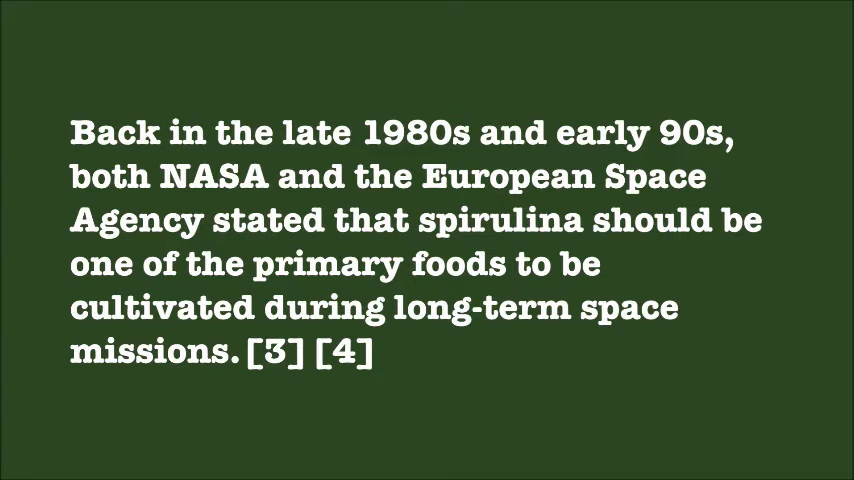 Back in the late 1980s and early 90s,
both NASA and the European Space
Agency stated that spirulina should be
one of the primary foods to be
cultivated during long-term space
missions. [3] [4]